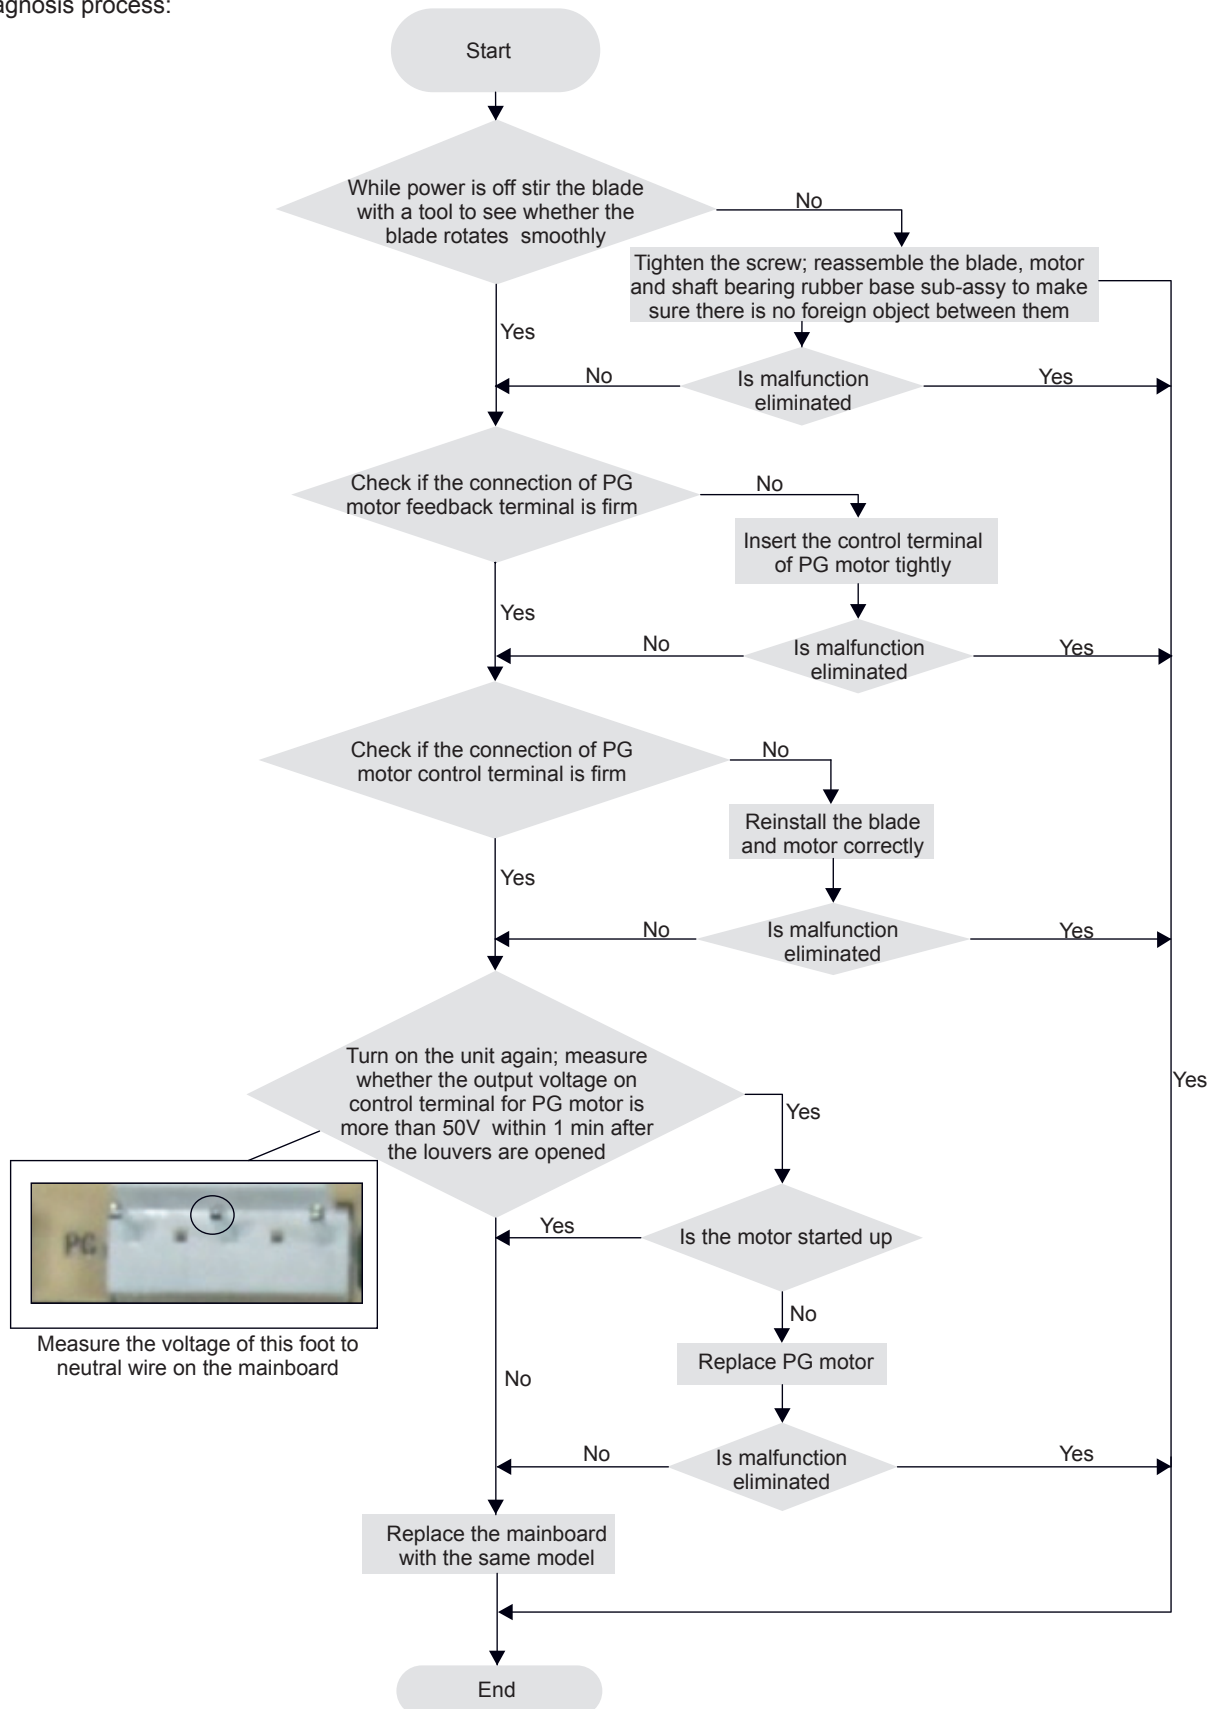 agnosis process:
Start
While power is off stir the blade
with a tool to see whether the
blade rotates smoothly
No
Tighten the screw; reassemble the blade, motor
and shaft bearing rubber base sub-assy to make
sure there is no foreign object between them
Yes
No
Is malfunction
eliminated
Yes
Check if the connection of PG
motor feedback terminal is firm
No
Insert the control terminal
of PG motor tightly
Yes
No
Is malfunction
eliminated
Yes
Check if the connection of PG
motor control terminal is firm
No
Reinstall the blade
and motor correctly
Yes
No
Is malfunction
eliminated
Yes
Turn on the unit again; measure
whether the output voltage on
control terminal for PG motor is
more than 50V within 1 min after
the louvers are opened
Yes
Yes
PG
Measure the voltage of this foot to
neutral wire on the mainboard
Yes
Is the motor started up
No
Replace PG motor
No
No
Is malfunction
eliminated
Yes
Replace the mainboard
with the same model
End